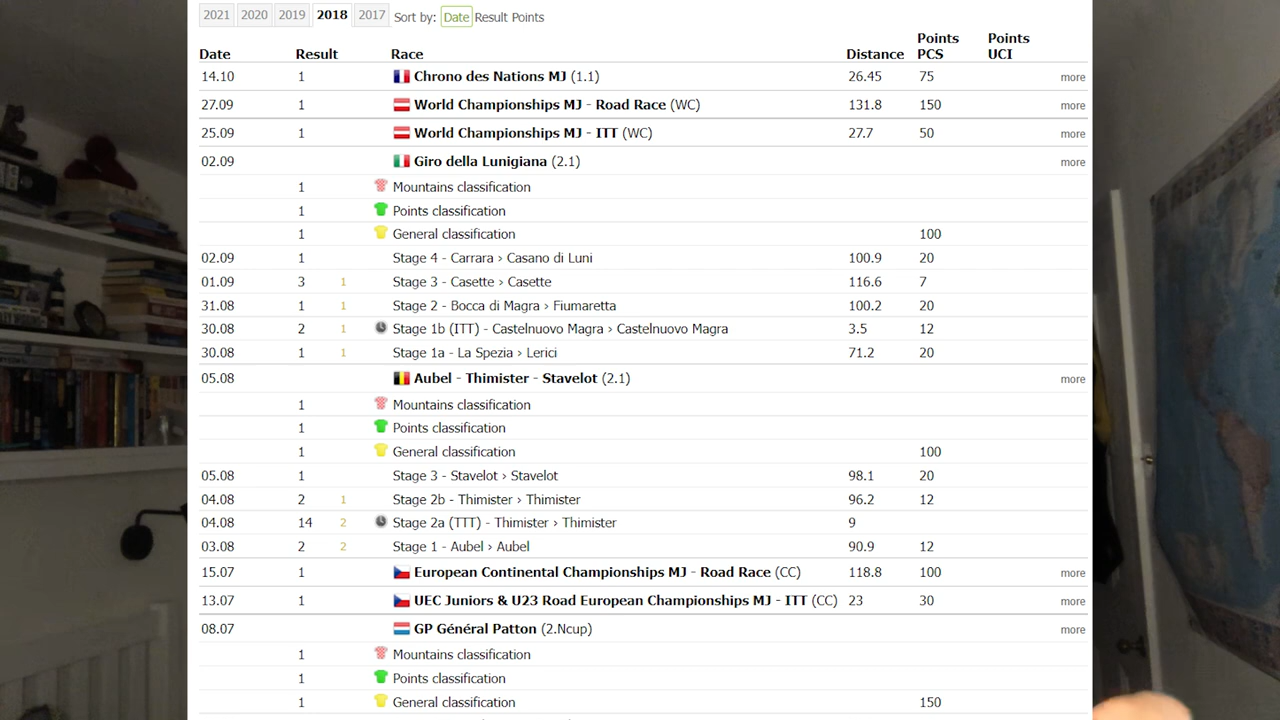 2021 2020 2019 2018 2017 Sort by: Date Result Points
Date Result Race Distance Points PCS Points UCI
14.10 1 Chrono des Nations MJ (1.1) 26.45 75 more
27.09 1 World Championships MJ - Road Race (WC) 131.8 150 more
25.09 1 World Championships MJ - ITT (WC) 27.7 50 more
02.09 Giro della Lunigiana (2.1) more
1 Mountains classification
1 Points classification
1 General classification 100
02.09 1 Stage 4 - Carrara › Casano di Luni 100.9 20
01.09 3 1 Stage 3 - Casette › Casette 116.6 7
31.08 1 1 Stage 2 - Bocca di Magra › Fiumaretta 100.2 20
30.08 2 1 Stage 1b (ITT) - Castelnuovo Magra › Castelnuovo Magra 3.5 12
30.08 1 1 Stage 1a - La Spezia › Lerici 71.2 20
05.08 Aubel - Thimister - Stavelot (2.1) more
1 Mountains classification
1 Points classification
1 General classification 100
05.08 1 Stage 3 - Stavelot › Stavelot 98.1 20
04.08 2 1 Stage 2b - Thimister › Thimister 96.2 12
04.08 14 2 Stage 2a (TTT) - Thimister › Thimister 9
03.08 2 2 Stage 1 - Aubel › Aubel 90.9 12
15.07 1 European Continental Championships MJ - Road Race (CC) 118.8 100 more
13.07 1 UEC Juniors & U23 Road European Championships MJ - ITT (CC) 23 30 more
08.07 GP Général Patton (2.Ncup) more
1 Mountains classification
1 Points classification
1 General classification 150